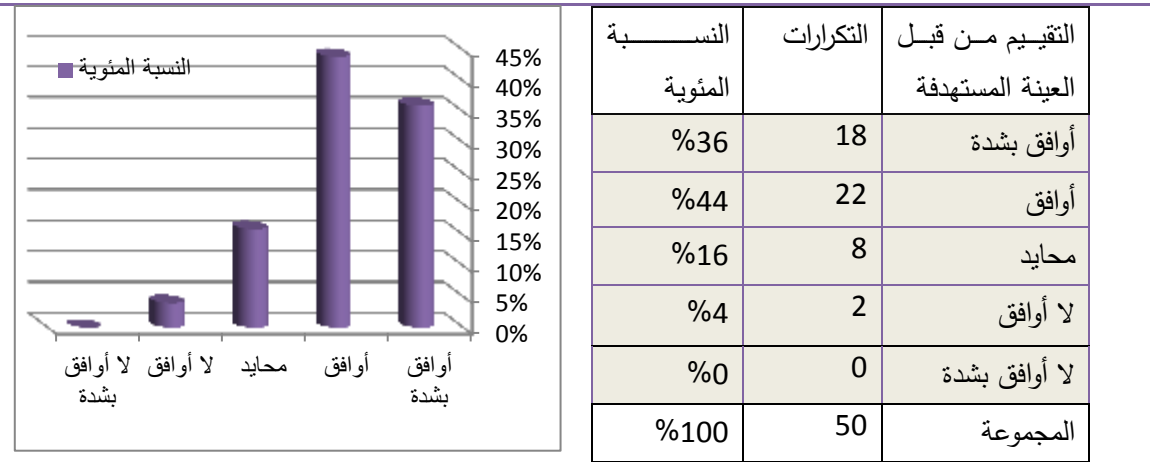 التقييم من قبل العينة المستهدفة	التكرارات	النسبة المئوية
أوافق بشدة	18	%36
أوافق	22	%44
محايد	8	%16
لا أوافق	2	%4
لا أوافق بشدة	0	%0
المجموعة	50	%100
النسبة المئوية
45%
40%
35%
30%
25%
20%
15%
10%
5%
0%
أوافق بشدة
أوافق
محايد
لا أوافق
لا أوافق بشدة